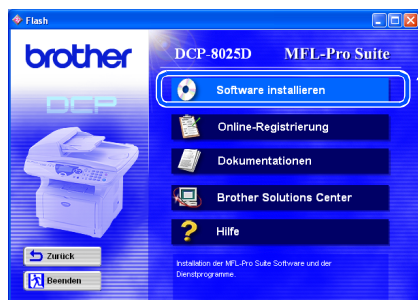 Flash
brother
DCP-8025D MFL-Pro Suite
DCP
Software installieren
Online-Registrierung
Dokumentationen
Brother Solutions Center
Hilfe
Zurück
Beenden
Installation der MFL-Pro Suite Software und der
Dienstprogramme.